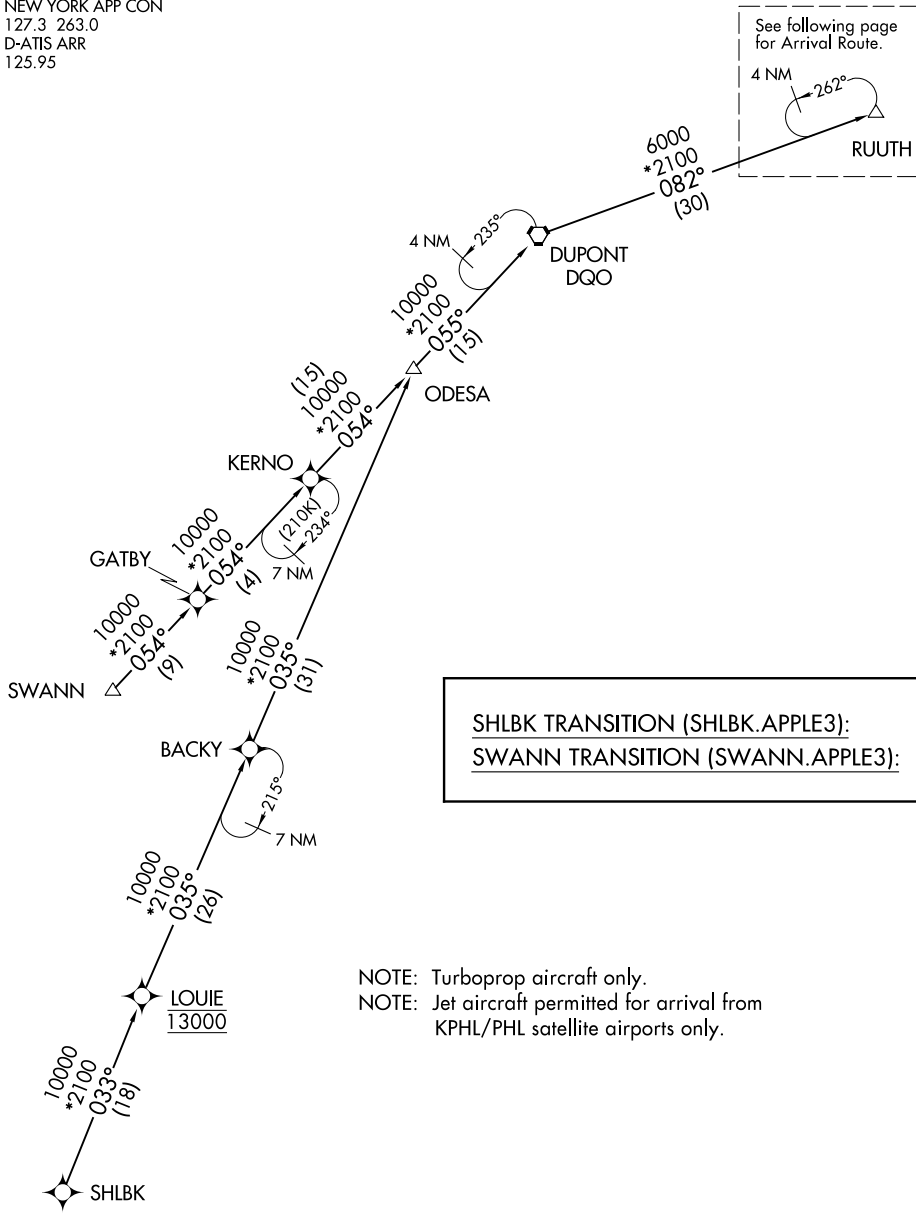 NEW YORK APP CON
127.3 263.0
D-ATIS ARR
125.95
See following page
for Arrival Route.
4 NM
262°
RUUTH
6000
*2100
082°
(30)
4 NM
235°
DUPONT
DQO
10000
*2100
055°
(15)
ODESA
(15)
10000
*2100
054°
KERNO
(210K)
234°
7 NM
10000
*2100
054°
(4)
GATBY
10000
*2100
054°
(9)
SWANN
10000
*2100
035°
(31)
SHLBK TRANSITION (SHLBK.APPLE3):
SWANN TRANSITION (SWANN.APPLE3):
BACKY
215°
7 NM
10000
*2100
035°
(26)
LOUIE
13000
NOTE: Turboprop aircraft only.
NOTE: Jet aircraft permitted for arrival from
KPHL/PHL satellite airports only.
10000
*2100
033°
(18)
SHLBK